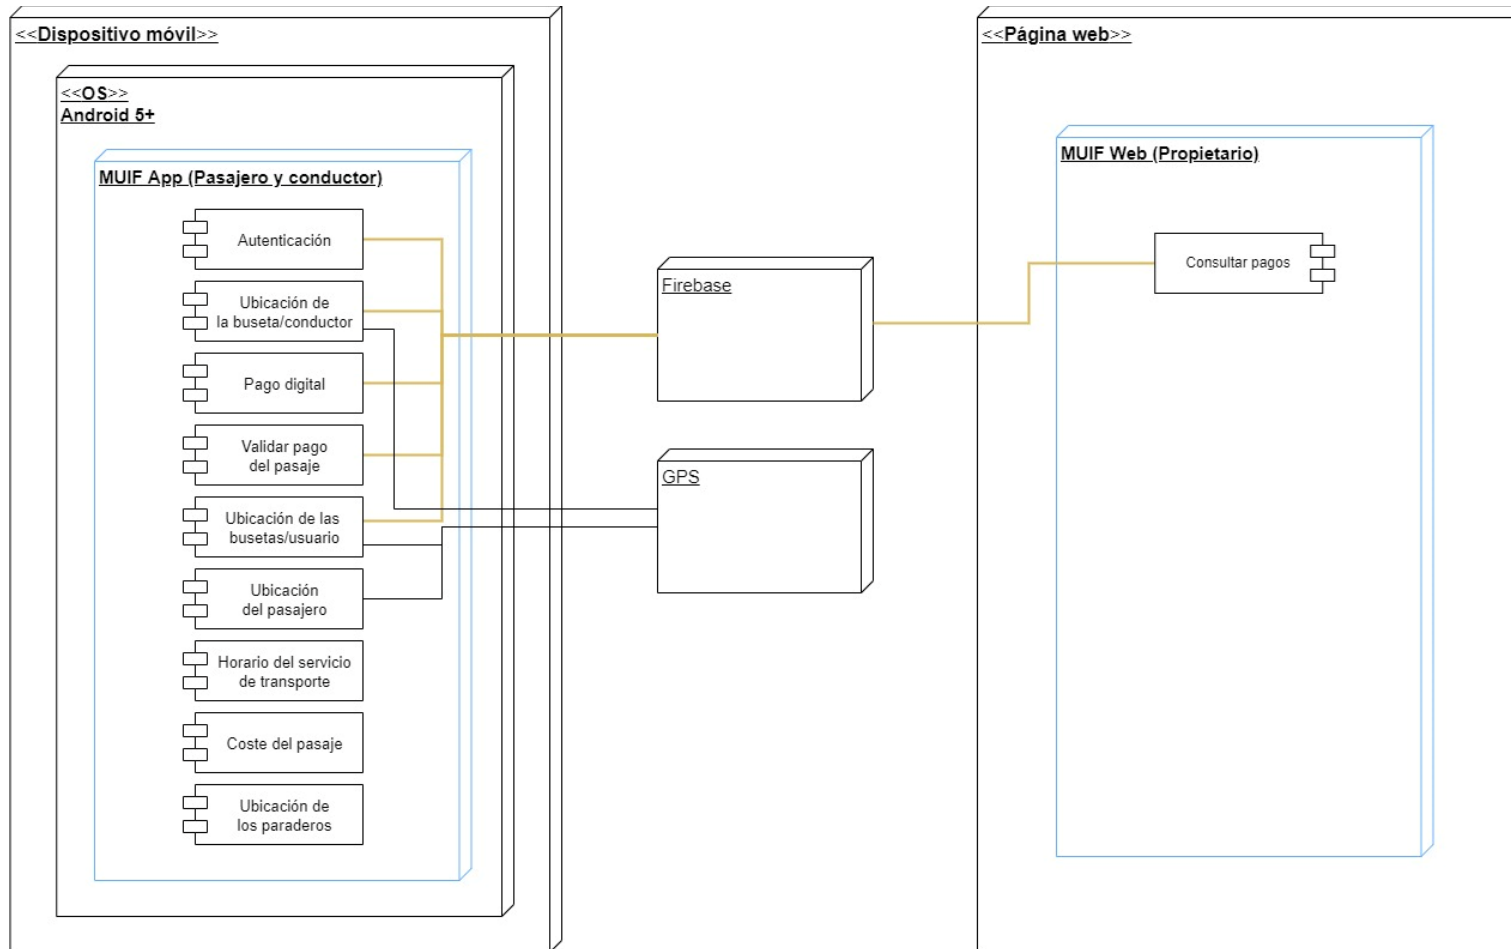 <<Dispositivo móvil>>
<<OS>>
Android 5+
MUIF App (Pasajero y conductor)
Autenticación
Ubicación de
la buseta/conductor
Pago digital
Validar pago
del pasaje
Ubicación de las
busetas/usuario
Ubicación
del pasajero
Horario del servicio
de transporte
Coste del pasaje
Ubicación de
los paraderos
Firebase
GPS
<<Página web>>
MUIF Web (Propietario)
Consultar pagos